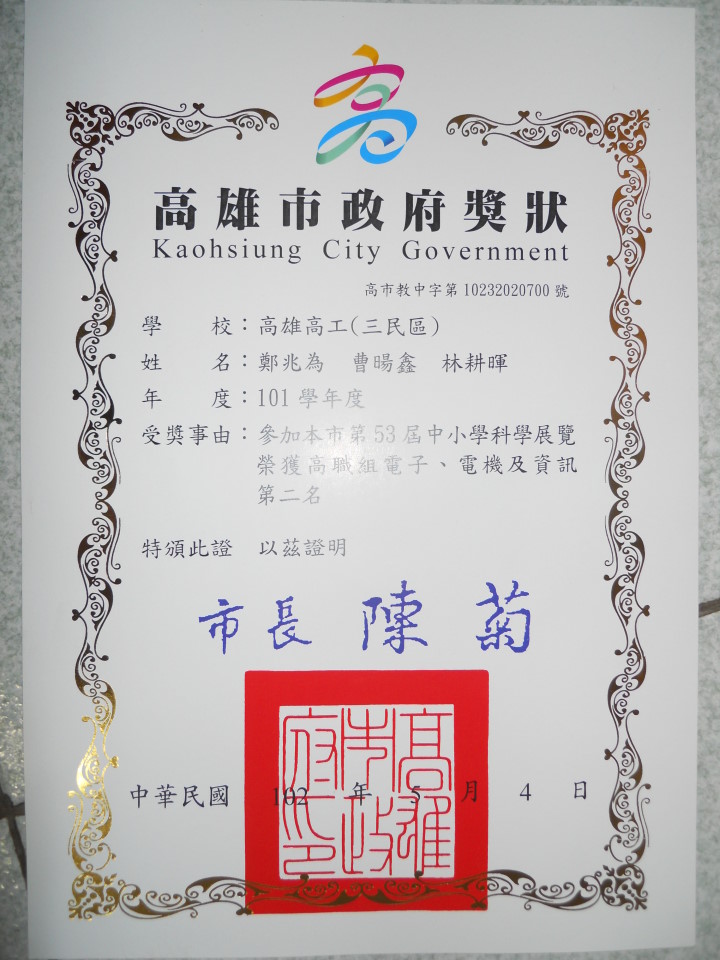 高雄市政府獎狀
Kaohsiung City Government
高市教中字第 10232020700 號
學 校：高雄高工(三民區)
姓 名：鄭兆為 曹暘鑫 林耕暉
年 度：101 學年度
受獎事由：參加本市第 53 屆中小學科學展覽
榮獲高職組電子、電機及資訊
第二名
特頒此證 以茲證明
市長 陳菊
高雄市政府印
中華民國 102 年 5 月 4 日